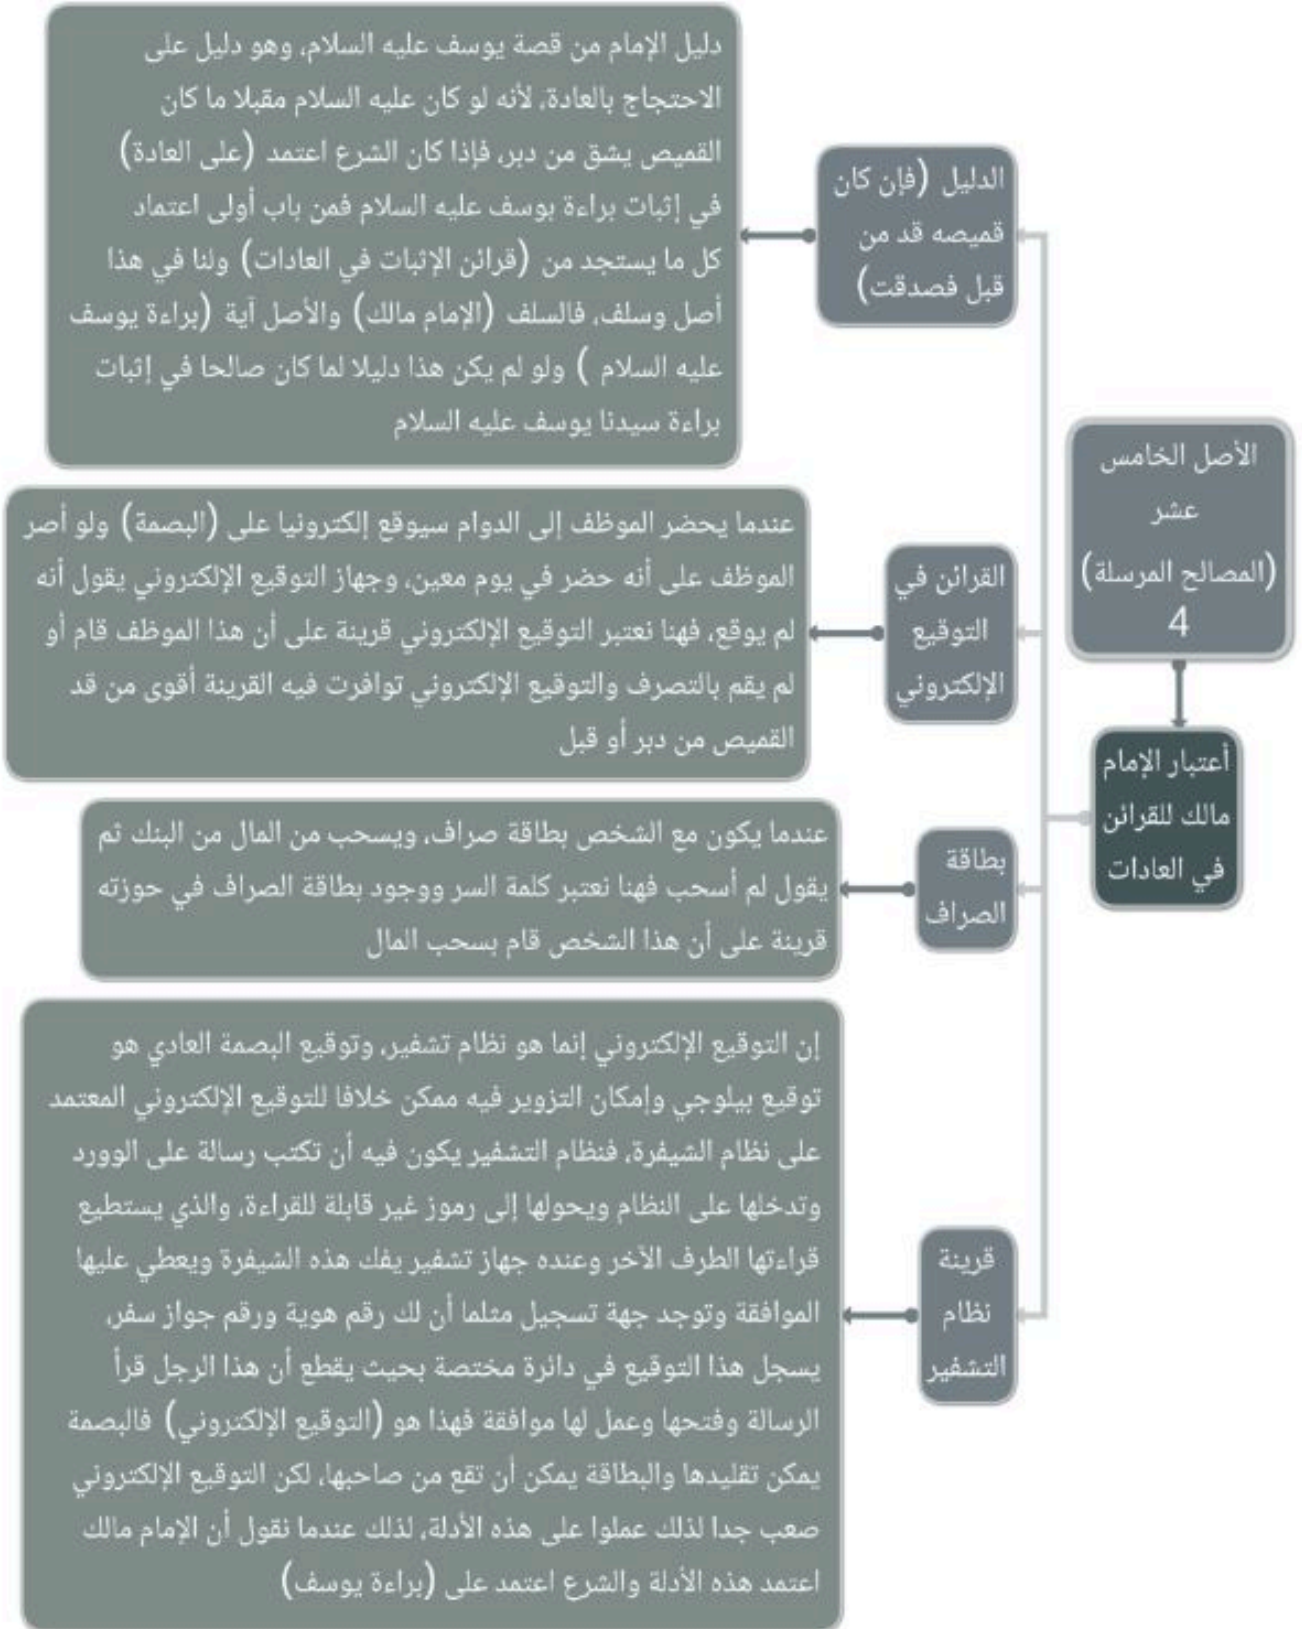 الأصل الخامس
عشر
(المصالح المرسلة)
4
أعتبار الإمام
مالك للقرائن
في العادات
الدليل (فإن كان
قميصه قد من
قبل فصدقت)
دليل الإمام من قصة يوسف عليه السلام، وهو دليل على
الاحتجاج بالعادة، لأنه لو كان عليه السلام مقبلا ما كان
القميص يشق من دبر، فإذا كان الشرع اعتمد (على العادة)
في إثبات براءة يوسف عليه السلام فمن باب أولى اعتماد
كل ما يستجد من (قرائن الإثبات في العادات) ولنا في هذا
أصل وسلف، فالسلف (الإمام مالك) والأصل آية (براءة يوسف
عليه السلام ) ولو لم يكن هذا دليلا لما كان صالحا في إثبات
براءة سيدنا يوسف عليه السلام
القرائن في
التوقيع
الإلكتروني
عندما يحضر الموظف إلى الدوام سيوقع إلكترونيا على (البصمة) ولو أصر
الموظف على أنه حضر في يوم معين، وجهاز التوقيع الإلكتروني يقول أنه
لم يوقع، فهنا نعتبر التوقيع الإلكتروني قرينة على أن هذا الموظف قام أو
لم يقم بالتصرف والتوقيع الإلكتروني توافرت فيه القرينة أقوى من قد
القميص من دبر أو قبل
بطاقة
الصراف
عندما يكون مع الشخص بطاقة صراف، ويسحب من المال من البنك ثم
يقول لم أسحب فهنا نعتبر كلمة السر ووجود بطاقة الصراف في حوزته
قرينة على أن هذا الشخص قام بسحب المال
قرينة
نظام
التشفير
إن التوقيع الإلكتروني إنما هو نظام تشفير، وتوقيع البصمة العادي هو
توقيع بيلوجي وإمكان التزوير فيه ممكن خلافا للتوقيع الإلكتروني المعتمد
على نظام الشيفرة، فنظام التشفير يكون فيه أن تكتب رسالة على الوورد
وتدخلها على النظام ويحولها إلى رموز غير قابلة للقراءة، والذي يستطيع
قراءتها الطرف الآخر وعنده جهاز تشفير يفك هذه الشيفرة ويعطي عليها
الموافقة وتوجد جهة تسجيل مثلما أن لك رقم هوية ورقم جواز سفر،
يسجل هذا التوقيع في دائرة مختصة بحيث يقطع أن هذا الرجل قرأ
الرسالة وفتحها وعمل لها موافقة فهذا هو (التوقيع الإلكتروني) فالبصمة
يمكن تقليدها والبطاقة يمكن أن تقع من صاحبها، لكن التوقيع الإلكتروني
صعب جدا لذلك عملوا على هذه الأدلة، لذلك عندما نقول أن الإمام مالك
اعتمد هذه الأدلة والشرع اعتمد على (براءة يوسف)